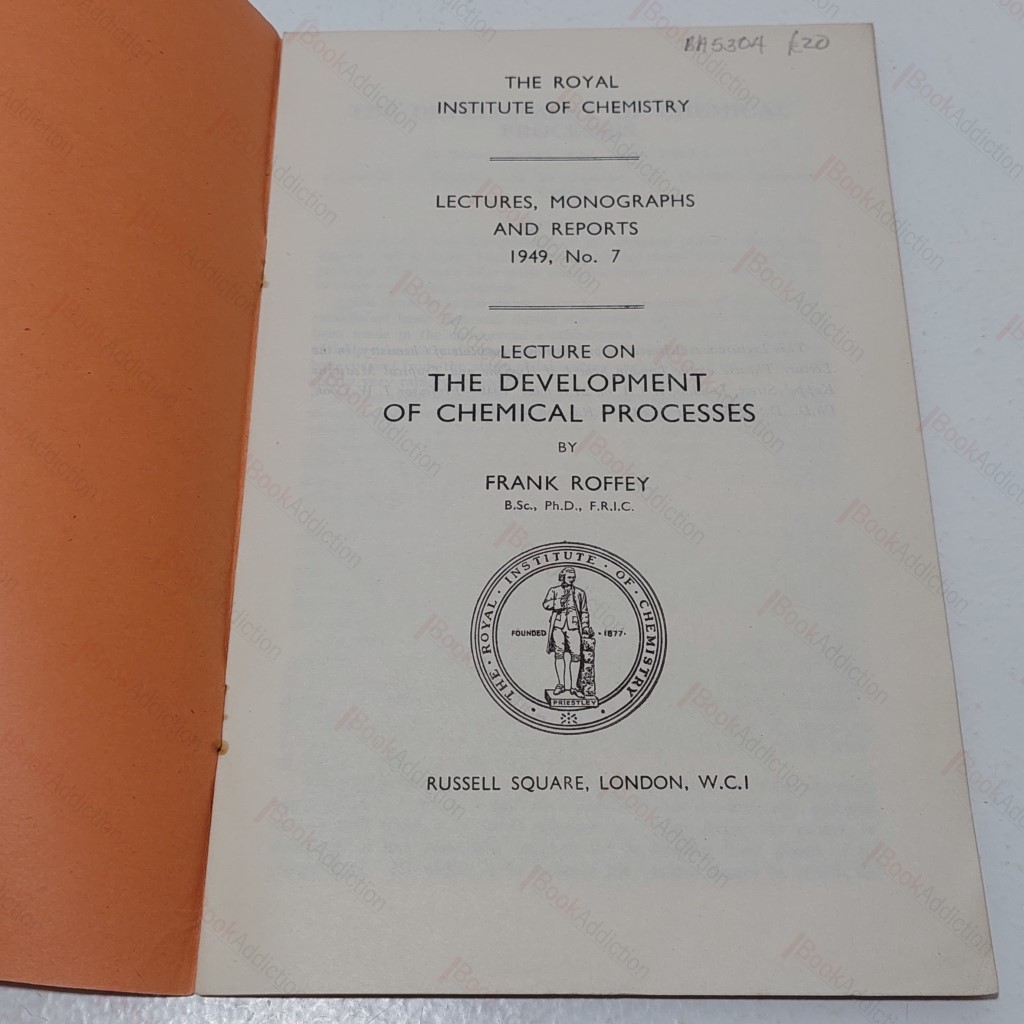 BA5304 £20
THE ROYAL
INSTITUTE OF CHEMISTRY
LECTURES, MONOGRAPHS
AND REPORTS
1949, No. 7
LECTURE ON
THE DEVELOPMENT
OF CHEMICAL PROCESSES
BY
FRANK ROFFEY
B.Sc., Ph.D., F.R.I.C.
THE · ROYAL · INSTITUTE · OF · CHEMISTRY
FOUNDED · 1877 ·
PRIESTLEY
RUSSELL SQUARE, LONDON, W.C.1
BookAddiction